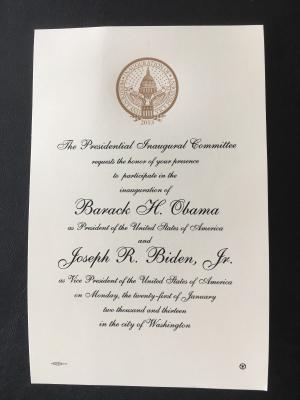 2013
The Presidential Inaugural Committee
requests the honor of your presence
to participate in the
inauguration of
Barack H. Obama
as President of the United States of America
and
Joseph R. Biden, Jr.
as Vice President of the United States of America
on Monday, the twenty-first of January
two thousand and thirteen
in the city of Washington